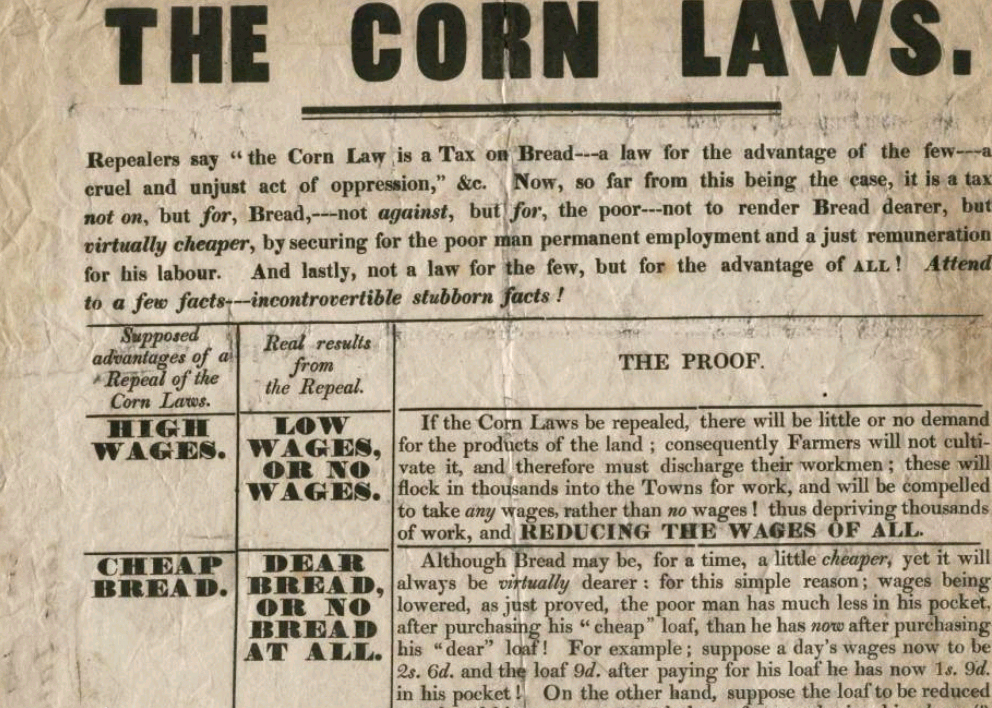 THE CORN LAWS.
Repealers say "the Corn Law is a Tax on Bread---a law for the advantage of the few---a
cruel and unjust act of oppression," &c. Now, so far from this being the case, it is a tax
not on, but for, Bread,---not against, but for, the poor---not to render Bread dearer, but
virtually cheaper, by securing for the poor man permanent employment and a just remuneration
for his labour. And lastly, not a law for the few, but for the advantage of ALL! Attend
to a few facts---incontrovertible stubborn facts!
Supposed
advantages of a
Repeal of the
Corn Laws.
Real results
from
the Repeal.
THE PROOF.
HIGH
WAGES.
LOW
WAGES,
OR NO
WAGES.
If the Corn Laws be repealed, there will be little or no demand
for the products of the land; consequently Farmers will not culti-
vate it, and therefore must discharge their workmen; these will
flock in thousands into the Towns for work, and will be compelled
to take any wages, rather than no wages! thus depriving thousands
of work, and REDUCING THE WAGES OF ALL.
CHEAP
BREAD.
DEAR
BREAD,
OR NO
BREAD
AT ALL.
Although Bread may be, for a time, a little cheaper, yet it will
always be virtually dearer: for this simple reason; wages being
lowered, as just proved, the poor man has much less in his pocket,
after purchasing his "cheap" loaf, than he has now after purchasing
his "dear" loaf! For example; suppose a day's wages now to be
2s. 6d. and the loaf 9d. after paying for his loaf he has now 1s. 9d.
in his pocket! On the other hand, suppose the loaf to be reduced